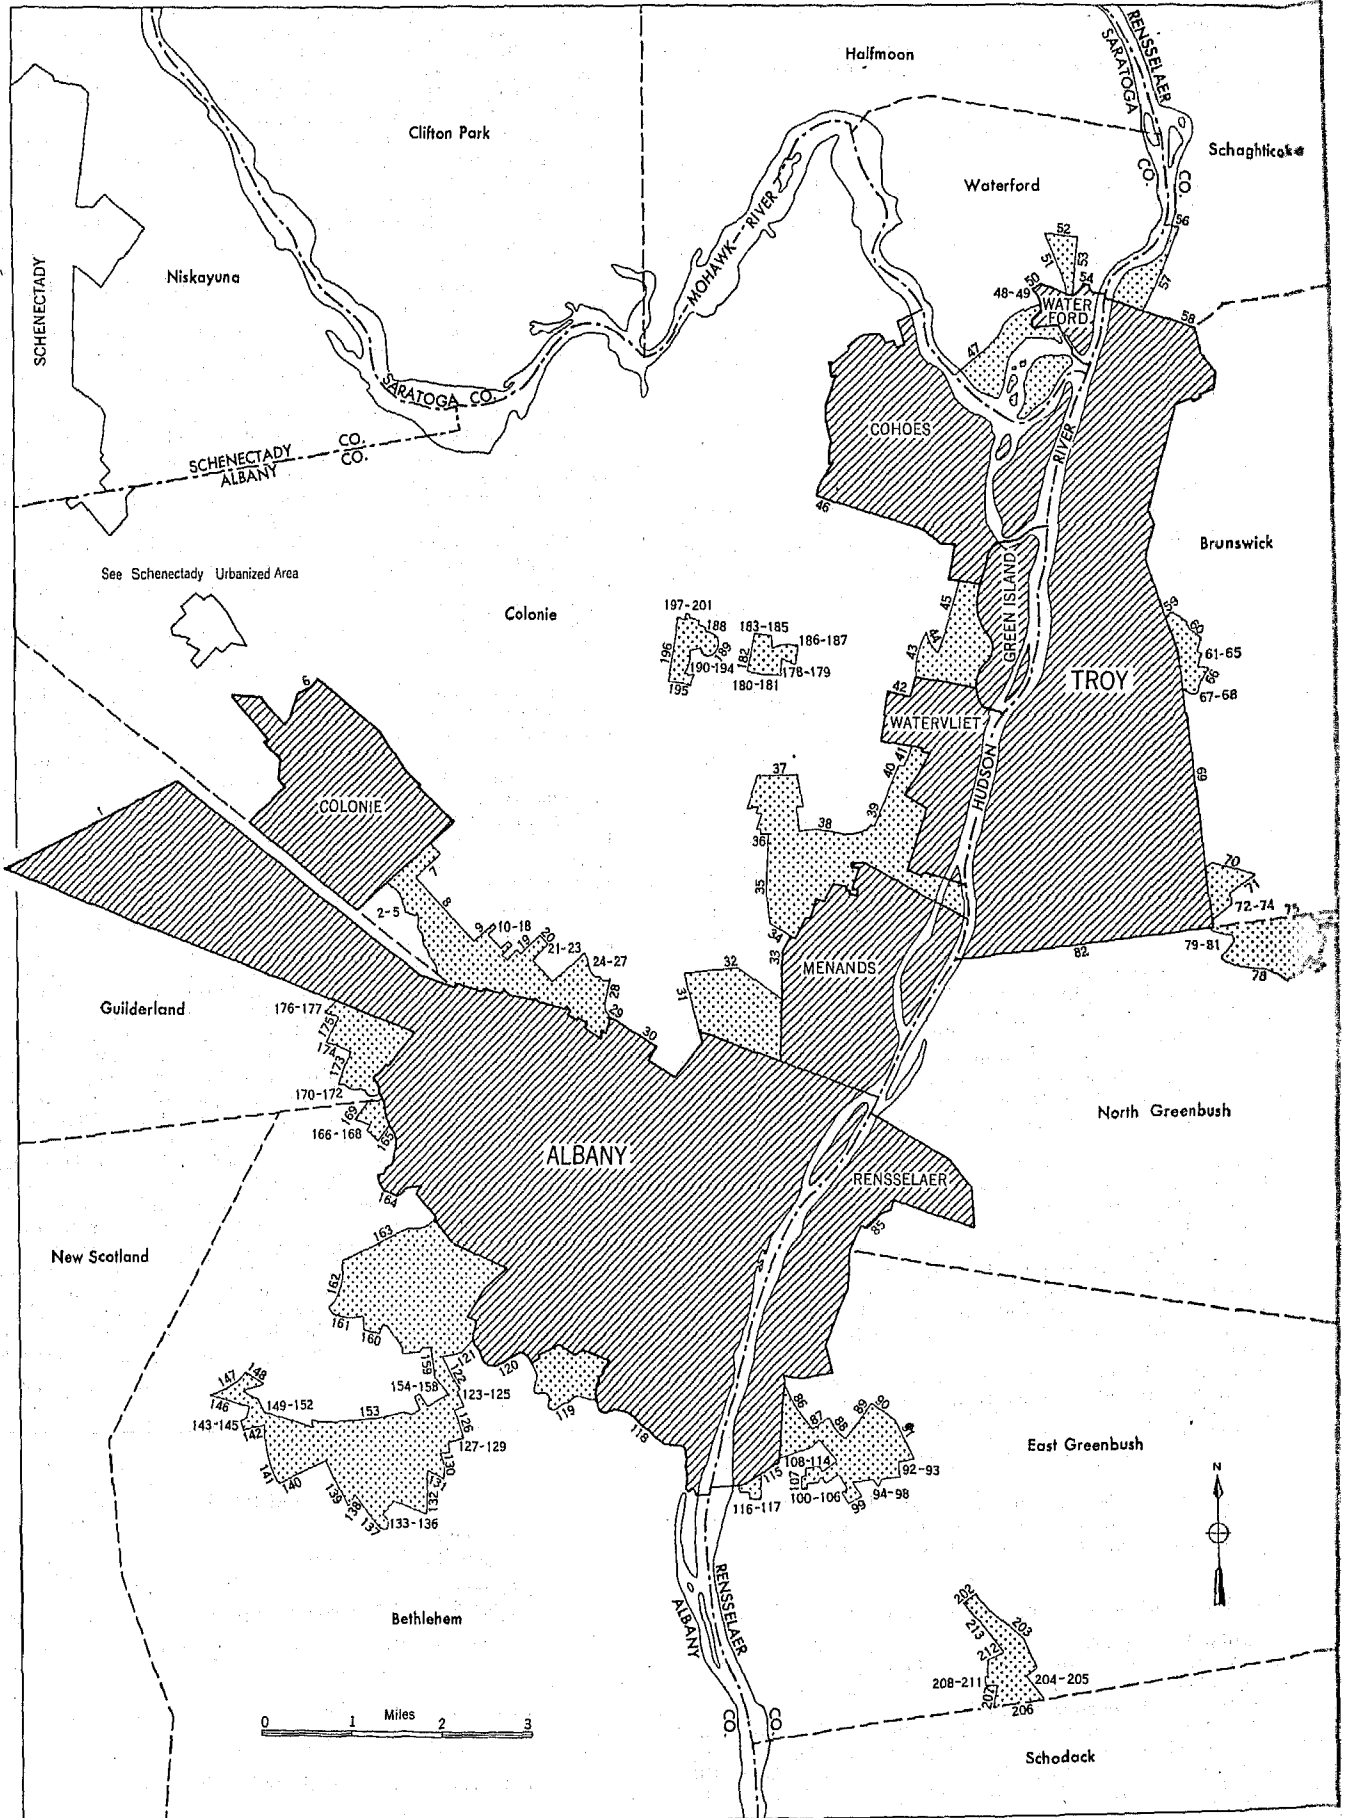 Halfmoon
RENSSELAER
SARATOGA
CO.
CO.
Clifton Park
Schaghticoke
Waterford
MOHAWK RIVER
56
52
51
53
54
50
48-49
WATER
FORD
57
58
Niskayuna
SCHENECTADY
47
SARATOGA CO.
COHOES
RIVER
CO.
CO.
SCHENECTADY
ALBANY
46
Brunswick
See Schenectady Urbanized Area
Colonie
GREEN ISLAND
45
44
43
42
197-201
188
189
196
190-194
195
183-185
186-187
182
178-179
180-181
59
60
61-65
66
67-68
TROY
WATERVLIET
6
COLONIE
HUDSON
69
41
40
39
38
37
36
35
34
33
7
8
2-5
9
10-18
19
20
21-23
24-27
28
29
30
31
32
MENANDS
70
71
72-74
75
79-81
78
82
Guilderland
176-177
175
174
173
170-172
169
166-168
165
164
ALBANY
North Greenbush
RENSSELAER
85
New Scotland
163
162
161
160
159
121
122
120
119
118
123-125
154-158
153
126
127-129
130
131
132
133-136
137
138
139
140
141
142
143-145
146
147
148
149-152
86
87
88
89
90
91
92-93
94-98
99
100-106
107
108-114
115
116-117
East Greenbush
N
Bethlehem
RENSSELAER
ALBANY
CO.
CO.
202
203
213
212
208-211
204-205
207
206
0 1 Miles 2 3
Schodack